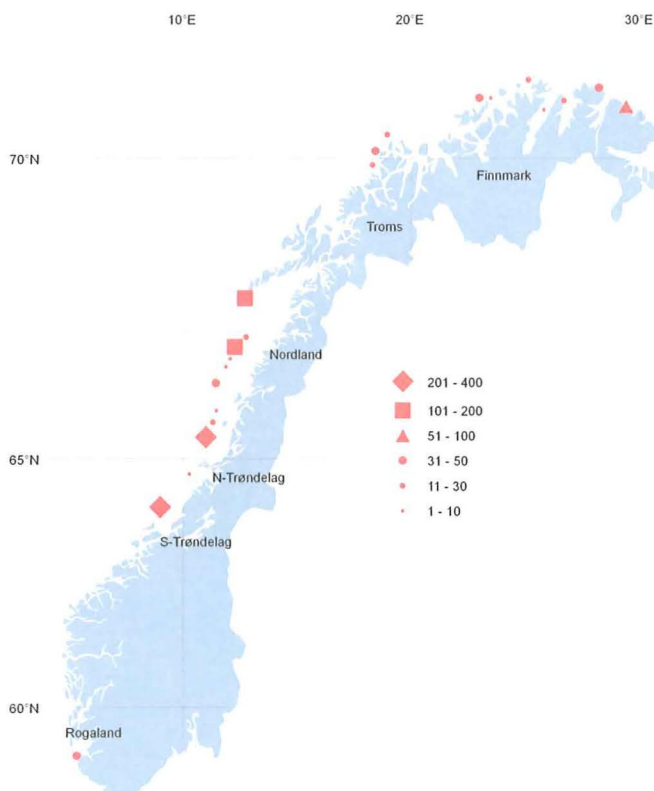 10°E 20°E 30°E
70°N
Finnmark
Troms
Nordland
201 - 400
101 - 200
51 - 100
31 - 50
11 - 30
1 - 10
65°N
N-Trøndelag
S-Trøndelag
60°N
Rogaland